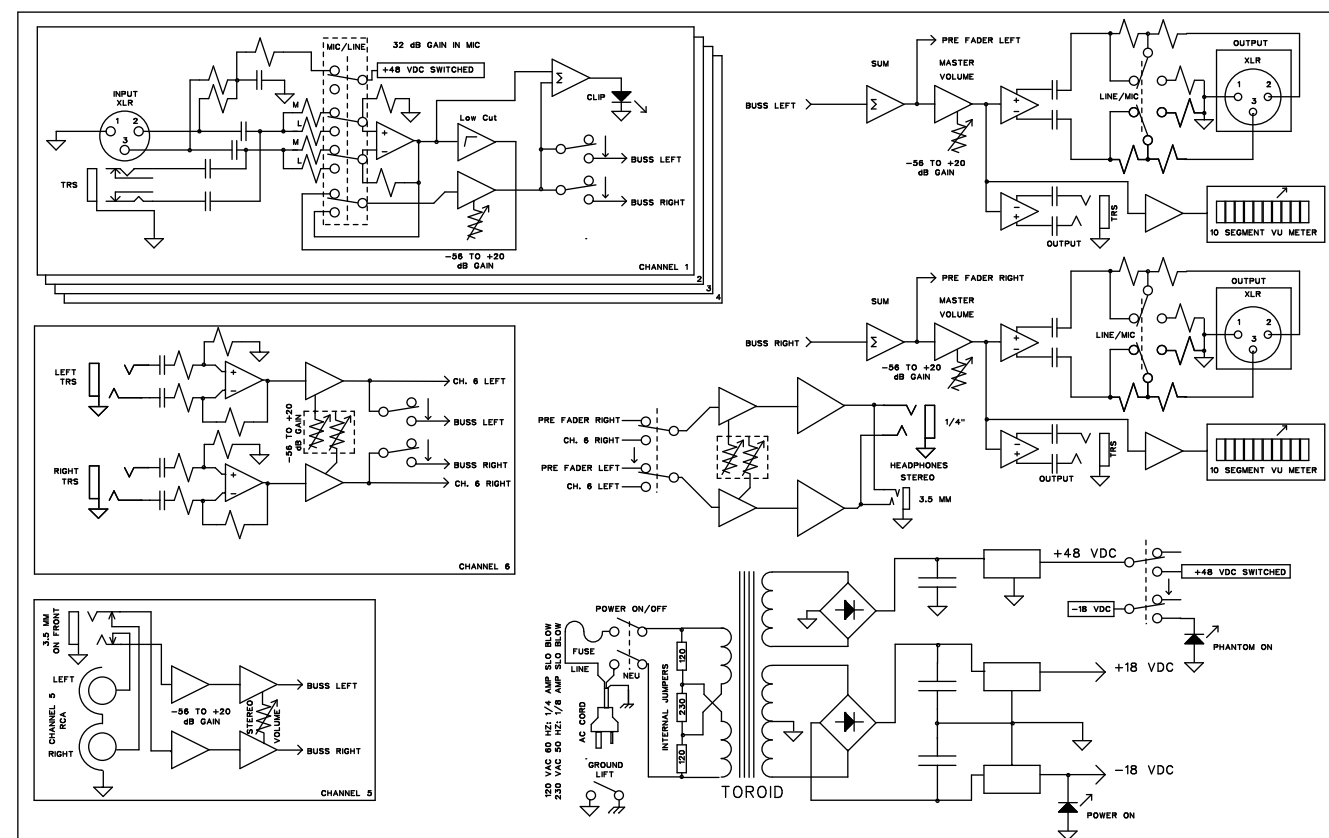 MIC/LINE
32 dB GAIN IN MIC
+48 VDC SWITCHED
INPUT
XLR
1 2
3
M
L
M
L
+
−
Low Cut
Σ
CLIP
BUSS LEFT
BUSS RIGHT
TRS
−56 TO +20
dB GAIN
CHANNEL 1
2
3
4
LEFT
TRS
+
−
−56 TO +20
dB GAIN
CH. 6 LEFT
BUSS LEFT
BUSS RIGHT
CH. 6 RIGHT
RIGHT
TRS
+
−
CHANNEL 6
3.5 MM
ON FRONT
LEFT
CHANNEL 5
RCA
RIGHT
−56 TO +20
dB GAIN
STEREO
VOLUME
BUSS LEFT
BUSS RIGHT
CHANNEL 5
PRE FADER LEFT
SUM
MASTER
VOLUME
BUSS LEFT
Σ
−56 TO +20
dB GAIN
+
−
LINE/MIC
OUTPUT
XLR
1 2
3
−
+
OUTPUT
TRS
10 SEGMENT VU METER
PRE FADER RIGHT
SUM
MASTER
VOLUME
BUSS RIGHT
Σ
−56 TO +20
dB GAIN
+
−
LINE/MIC
OUTPUT
XLR
1 2
3
−
+
OUTPUT
TRS
10 SEGMENT VU METER
PRE FADER RIGHT
CH. 6 RIGHT
PRE FADER LEFT
CH. 6 LEFT
1/4"
HEADPHONES
STEREO
3.5 MM
120 VAC 60 HZ: 1/4 AMP SLO BLOW
230 VAC 50 HZ: 1/8 AMP SLO BLOW
POWER ON/OFF
FUSE
LINE
NEU
AC CORD
GROUND
LIFT
INTERNAL JUMPERS
120
230
120
TOROID
+48 VDC
+48 VDC SWITCHED
−18 VDC
PHANTOM ON
+18 VDC
−18 VDC
POWER ON